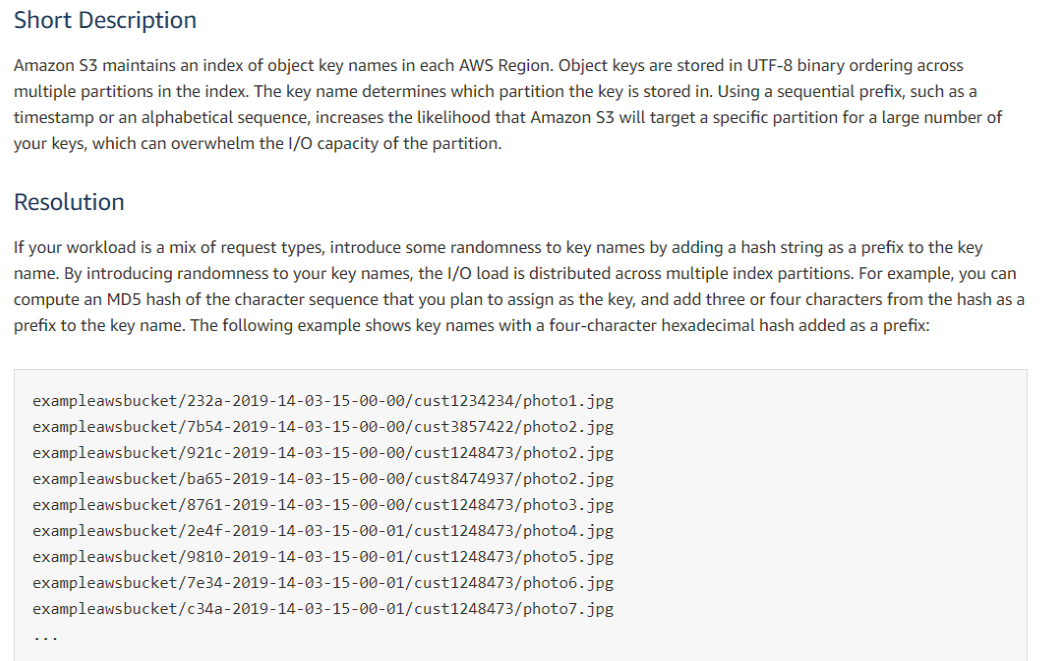 Short Description
Amazon S3 maintains an index of object key names in each AWS Region. Object keys are stored in UTF-8 binary ordering across
multiple partitions in the index. The key name determines which partition the key is stored in. Using a sequential prefix, such as a
timestamp or an alphabetical sequence, increases the likelihood that Amazon S3 will target a specific partition for a large number of
your keys, which can overwhelm the I/O capacity of the partition.
Resolution
If your workload is a mix of request types, introduce some randomness to key names by adding a hash string as a prefix to the key
name. By introducing randomness to your key names, the I/O load is distributed across multiple index partitions. For example, you can
compute an MD5 hash of the character sequence that you plan to assign as the key, and add three or four characters from the hash as a
prefix to the key name. The following example shows key names with a four-character hexadecimal hash added as a prefix:
exampleawsbucket/232a-2019-14-03-15-00-00/cust1234234/photo1.jpg
exampleawsbucket/7b54-2019-14-03-15-00-00/cust3857422/photo2.jpg
exampleawsbucket/921c-2019-14-03-15-00-00/cust1248473/photo2.jpg
exampleawsbucket/ba65-2019-14-03-15-00-00/cust8474937/photo2.jpg
exampleawsbucket/8761-2019-14-03-15-00-00/cust1248473/photo3.jpg
exampleawsbucket/2e4f-2019-14-03-15-00-01/cust1248473/photo4.jpg
exampleawsbucket/9810-2019-14-03-15-00-01/cust1248473/photo5.jpg
exampleawsbucket/7e34-2019-14-03-15-00-01/cust1248473/photo6.jpg
exampleawsbucket/c34a-2019-14-03-15-00-01/cust1248473/photo7.jpg
...